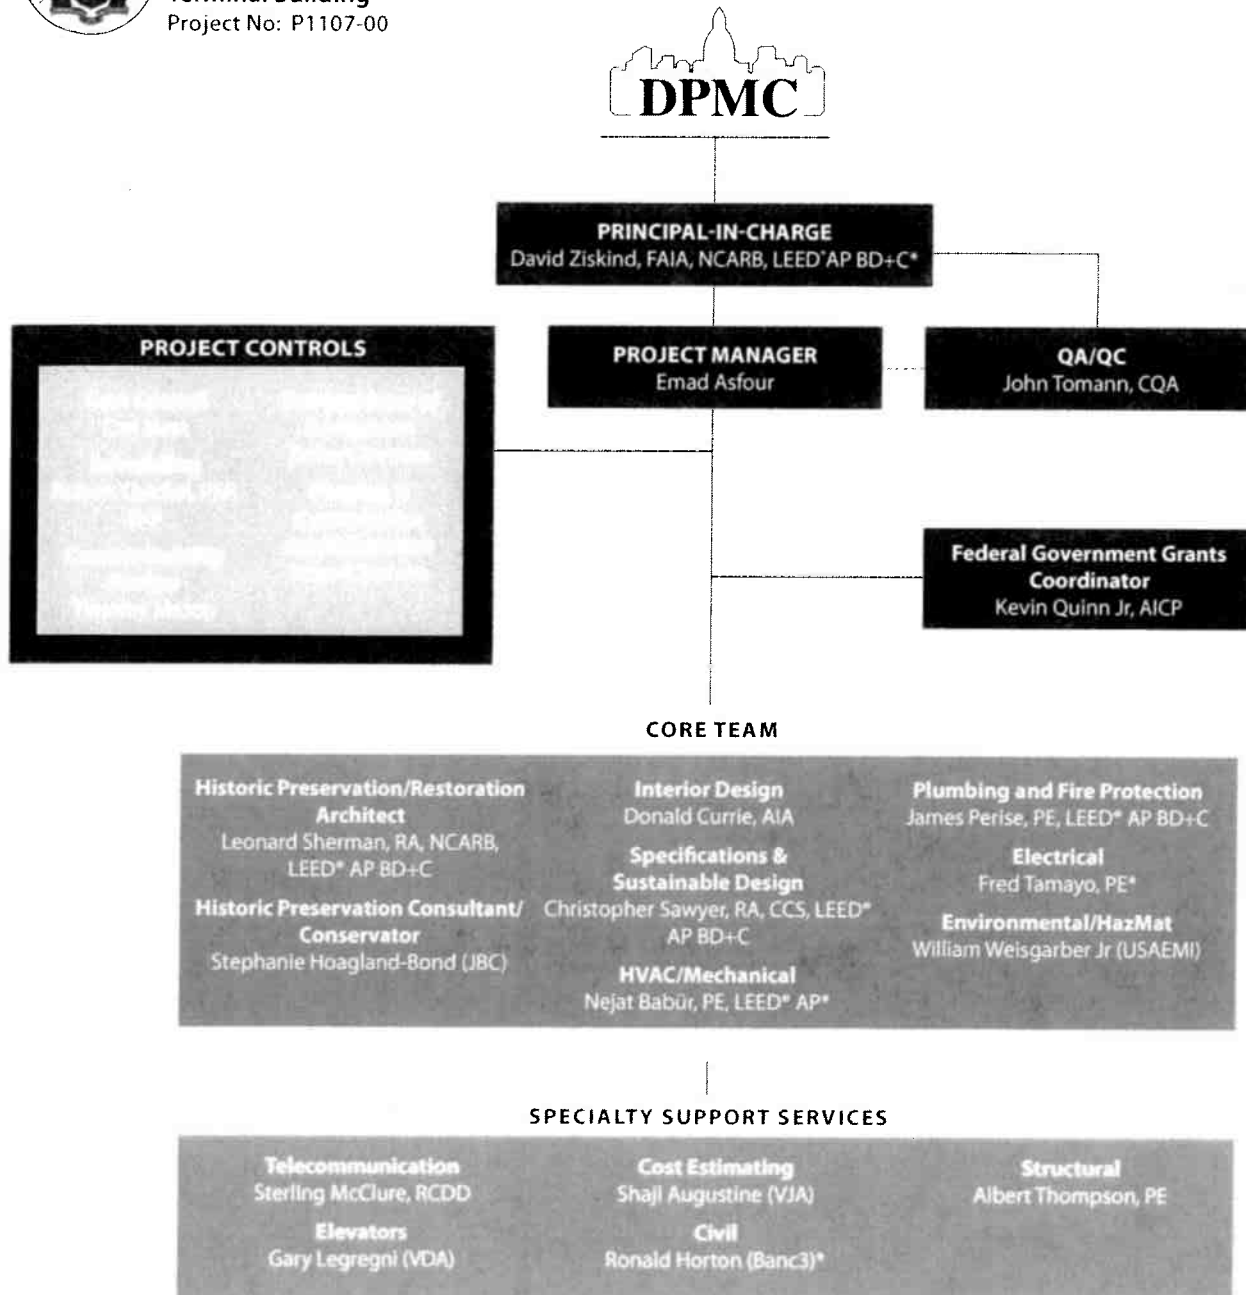 Terminal Building
Project No: P1107-00
DPMC
PRINCIPAL-IN-CHARGE
David Ziskind, FAIA, NCARB, LEED®AP BD+C*
PROJECT CONTROLS
PROJECT MANAGER
Emad Asfour
QA/QC
John Tomann, CQA
Federal Government Grants
Coordinator
Kevin Quinn Jr, AICP
CORE TEAM
Historic Preservation/Restoration
Architect
Leonard Sherman, RA, NCARB,
LEED® AP BD+C
Historic Preservation Consultant/
Conservator
Stephanie Hoagland-Bond (JBC)
Interior Design
Donald Currie, AIA
Specifications &
Sustainable Design
Christopher Sawyer, RA, CCS, LEED®
AP BD+C
HVAC/Mechanical
Nejat Babür, PE, LEED® AP*
Plumbing and Fire Protection
James Perise, PE, LEED® AP BD+C
Electrical
Fred Tamayo, PE*
Environmental/HazMat
William Weisgarber Jr (USAEMI)
SPECIALTY SUPPORT SERVICES
Telecommunication
Sterling McClure, RCDD
Elevators
Gary Legregni (VDA)
Cost Estimating
Shaji Augustine (VJA)
Civil
Ronald Horton (Banc3)*
Structural
Albert Thompson, PE